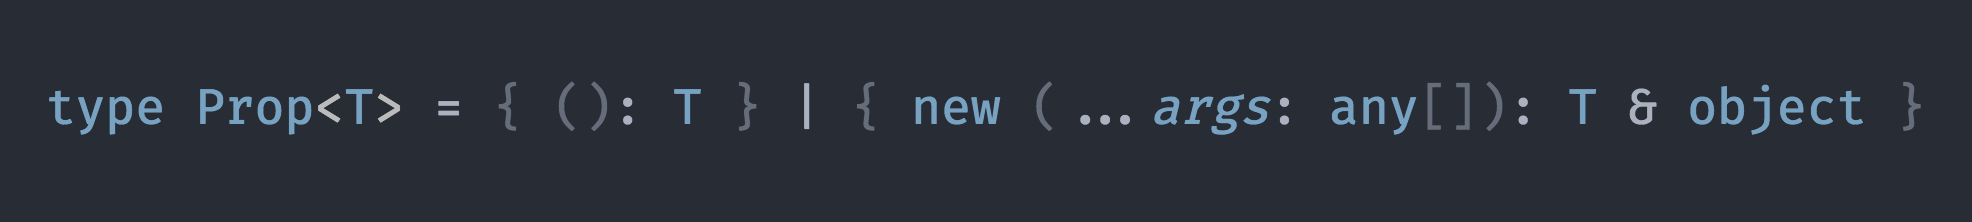 type Prop<T> = { (): T } | { new (...args: any[]): T & object }